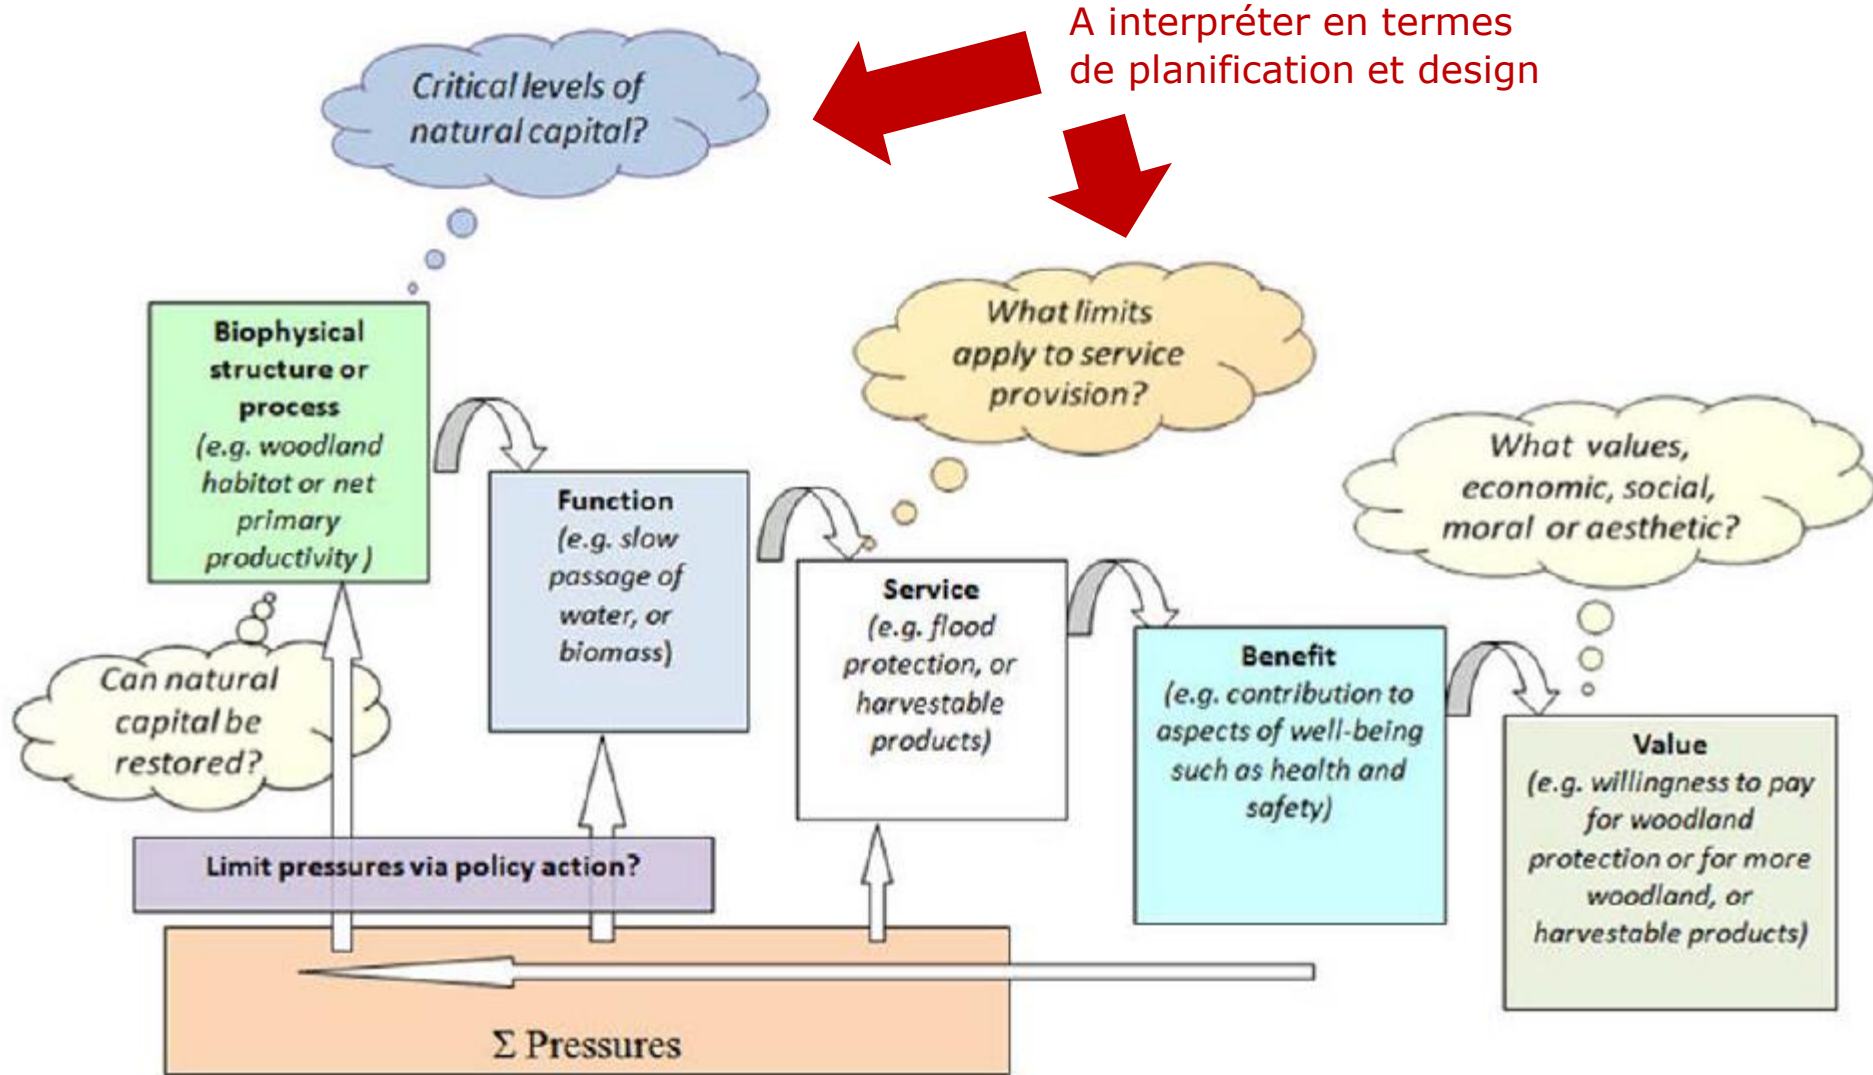 A interpréter en termes
de planification et design
Critical levels of
natural capital?
Biophysical
structure or
process
(e.g. woodland
habitat or net
primary
productivity )
Function
(e.g. slow
passage of
water, or
biomass)
What limits
apply to service
provision?
Service
(e.g. flood
protection, or
harvestable
products)
Benefit
(e.g. contribution to
aspects of well-being
such as health and
safety)
What values,
economic, social,
moral or aesthetic?
Value
(e.g. willingness to pay
for woodland
protection or for more
woodland, or
harvestable products)
Can natural
capital be
restored?
Limit pressures via policy action?
Σ Pressures